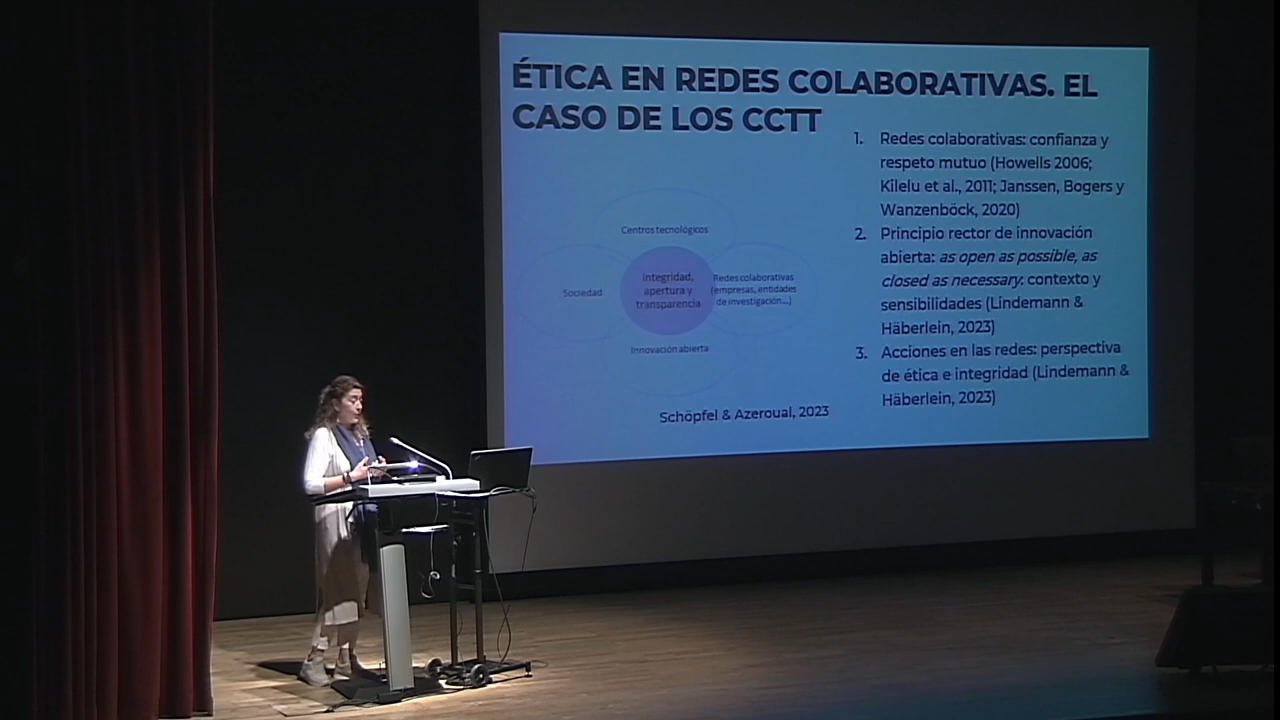 ÉTICA EN REDES COLABORATIVAS. EL
CASO DE LOS CCTT
Centros tecnológicos
Sociedad
Integridad,
apertura y
transparencia
Redes colaborativas
(empresas, entidades
de investigación...)
Innovación abierta
Schöpfel & Azeroual, 2023
1. Redes colaborativas: confianza y
respeto mutuo (Howells 2006;
Kilelu et al., 2011; Janssen, Bogers y
Wanzenböck, 2020)
2. Principio rector de innovación
abierta: as open as possible, as
closed as necessary. contexto y
sensibilidades (Lindemann &
Häberlein, 2023)
3. Acciones en las redes: perspectiva
de ética e integridad (Lindemann &
Häberlein, 2023)